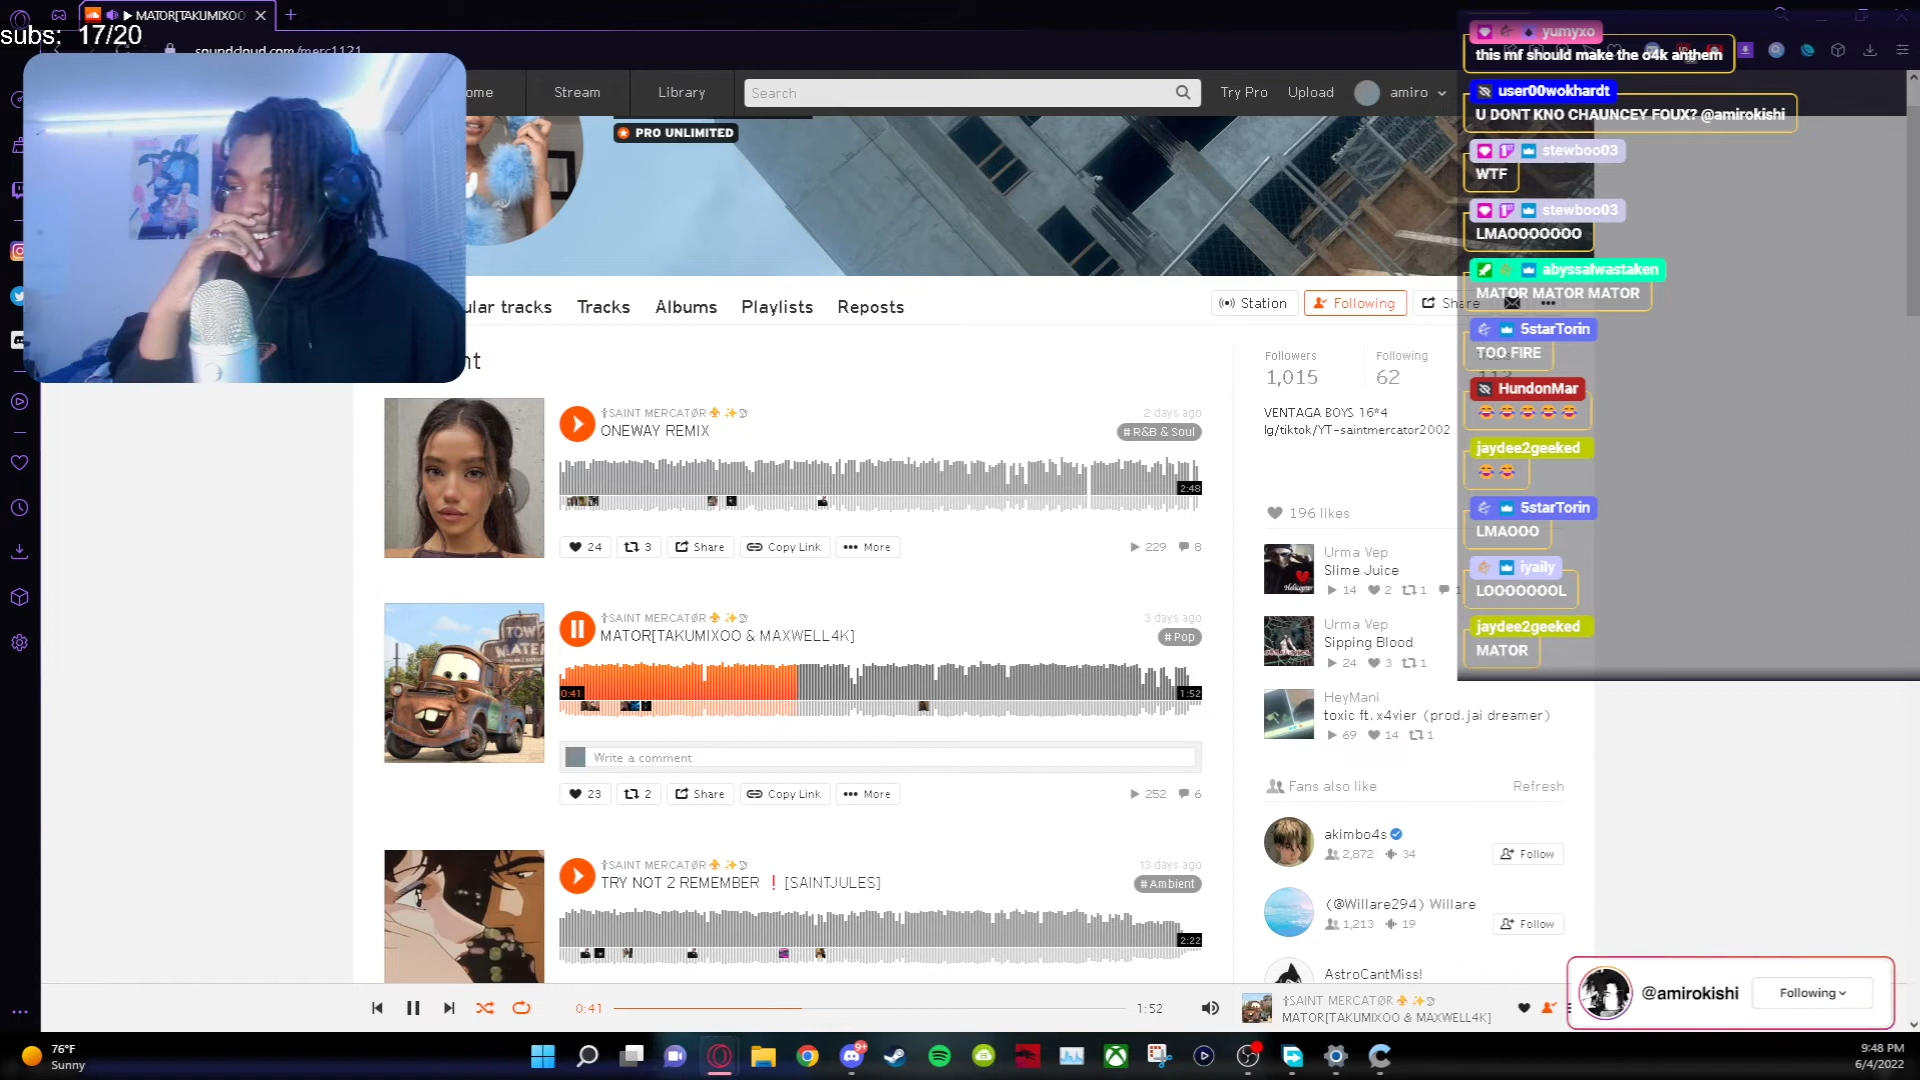 MATOR[TAKUMIXOO
subs: 17/20
soundcloud.com/merc1121
ome
Stream
Library
Search
Try Pro
Upload
amiro
PRO UNLIMITED
ular tracks
Tracks
Albums
Playlists
Reposts
Station
Following
Share
nt
Followers
1,015
Following
62
113
VENTAGA BOYS 16*4
Ig/tiktok/YT-saintmercator2002
†SAINT MERCATØR
ONEWAY REMIX
2 days ago
# R&B & Soul
2:48
24
3
Share
Copy Link
More
229
8
†SAINT MERCATØR
MATOR[TAKUMIXOO & MAXWELL4K]
3 days ago
# Pop
TOW
MATER
0:41
1:52
Write a comment
23
2
Share
Copy Link
More
252
6
†SAINT MERCATØR
TRY NOT 2 REMEMBER ❗ [SAINTJULES]
13 days ago
# Ambient
2:22
196 likes
Urma Vep
Slime Juice
14
2
1
1
Urma Vep
Sipping Blood
24
3
1
HeyMani
toxic ft. x4vier (prod.jai dreamer)
69
14
1
Fans also like
Refresh
akimbo4s
2,872
34
Follow
(@Willare294) Willare
1,213
19
Follow
AstroCantMiss!
yumyxo
this mf should make the o4k anthem
user00wokhardt
U DONT KNO CHAUNCEY FOUX? @amirokishi
stewboo03
WTF
stewboo03
LMAOOOOOOO
abyssalwastaken
MATOR MATOR MATOR
5starTorin
TOO FIRE
HundonMar
😂😂😂😂😂
jaydee2geeked
😂😂
5starTorin
LMAOOO
iyaily
LOOOOOOOL
jaydee2geeked
MATOR
0:41
1:52
†SAINT MERCATØR
MATOR[TAKUMIXOO & MAXWELL4K]
@amirokishi
Following
76°F
Sunny
9+
9:48 PM
6/4/2022